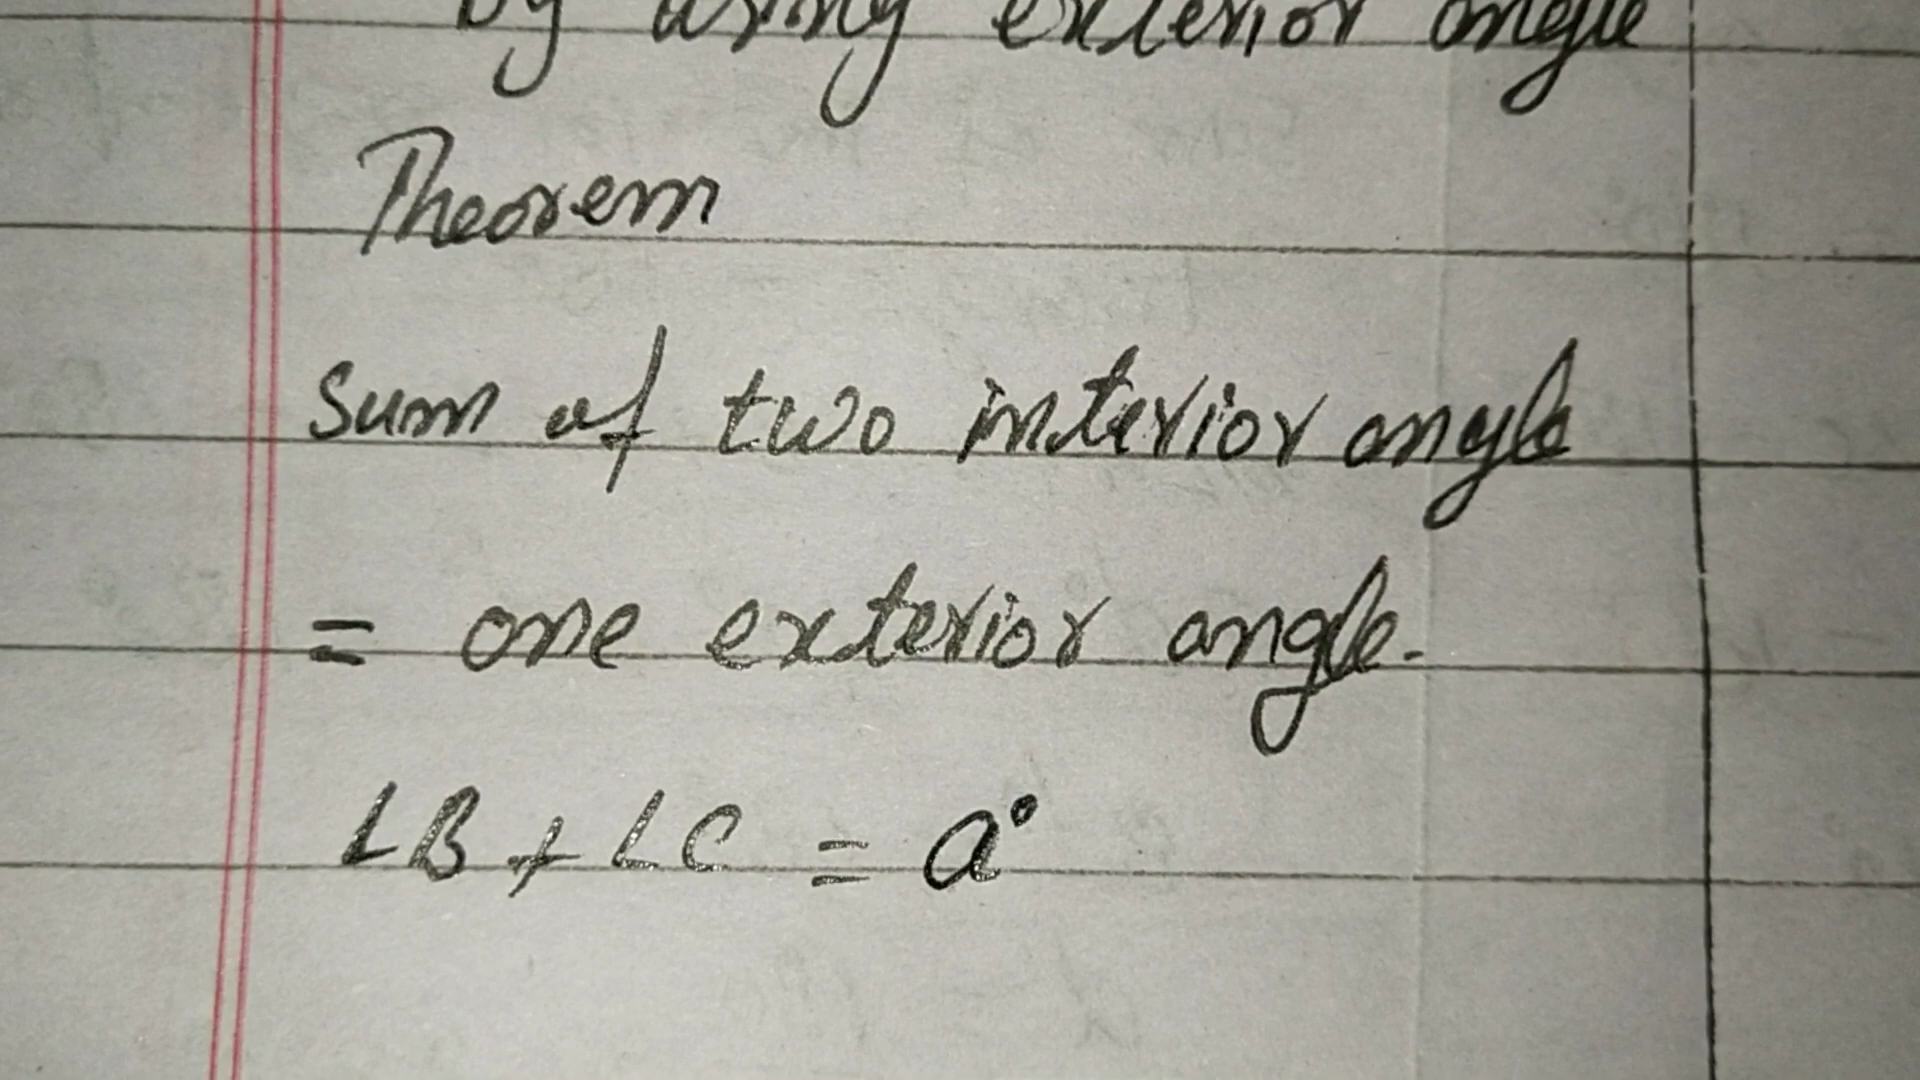 by using exterior angle
Theorem
Sum of two interior angle
= one exterior angle.
∠B + ∠C = a°